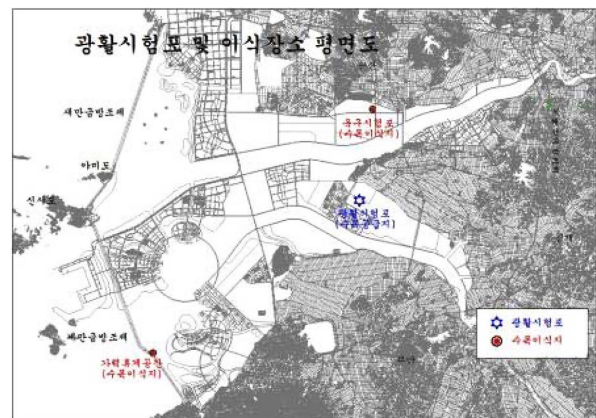 광활시험포 및 이식장소 평면도
새만금방조제
야미도
신시도
옥구시험포
(수목이식지)
광활시험포
(수목공급지)
새만금방조제
가력휴게공원
(수목이식지)
광활시험포
수목이식지